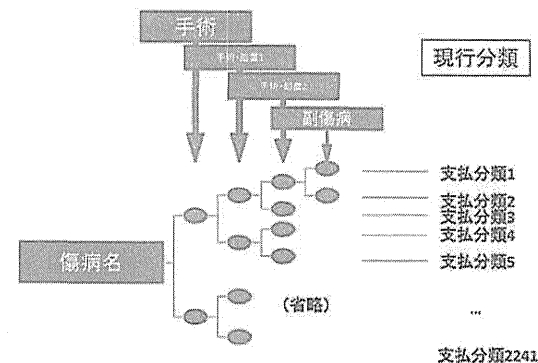 手術
手術・処置1
手術・処置2
副傷病
現行分類
傷病名
支払分類1
支払分類2
支払分類3
支払分類4
支払分類5
(省略)
...
支払分類2241